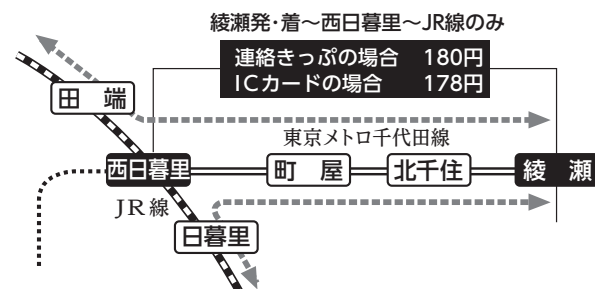 綾瀬発・着〜西日暮里〜JR線のみ
連絡きっぷの場合 180円
ICカードの場合 178円
田 端
東京メトロ千代田線
西日暮里
町 屋
北千住
綾 瀬
JR線
日暮里